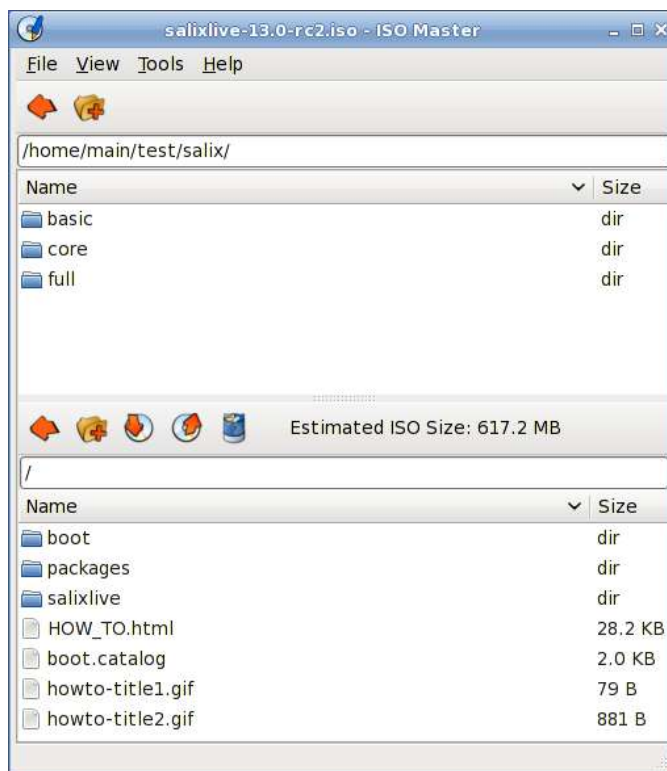 salixlive-13.0-rc2.iso - ISO Master
File View Tools Help
/home/main/test/salix/
Name Size
basic dir
core dir
full dir
Estimated ISO Size: 617.2 MB
/
Name Size
boot dir
packages dir
salixlive dir
HOW_TO.html 28.2 KB
boot.catalog 2.0 KB
howto-title1.gif 79 B
howto-title2.gif 881 B